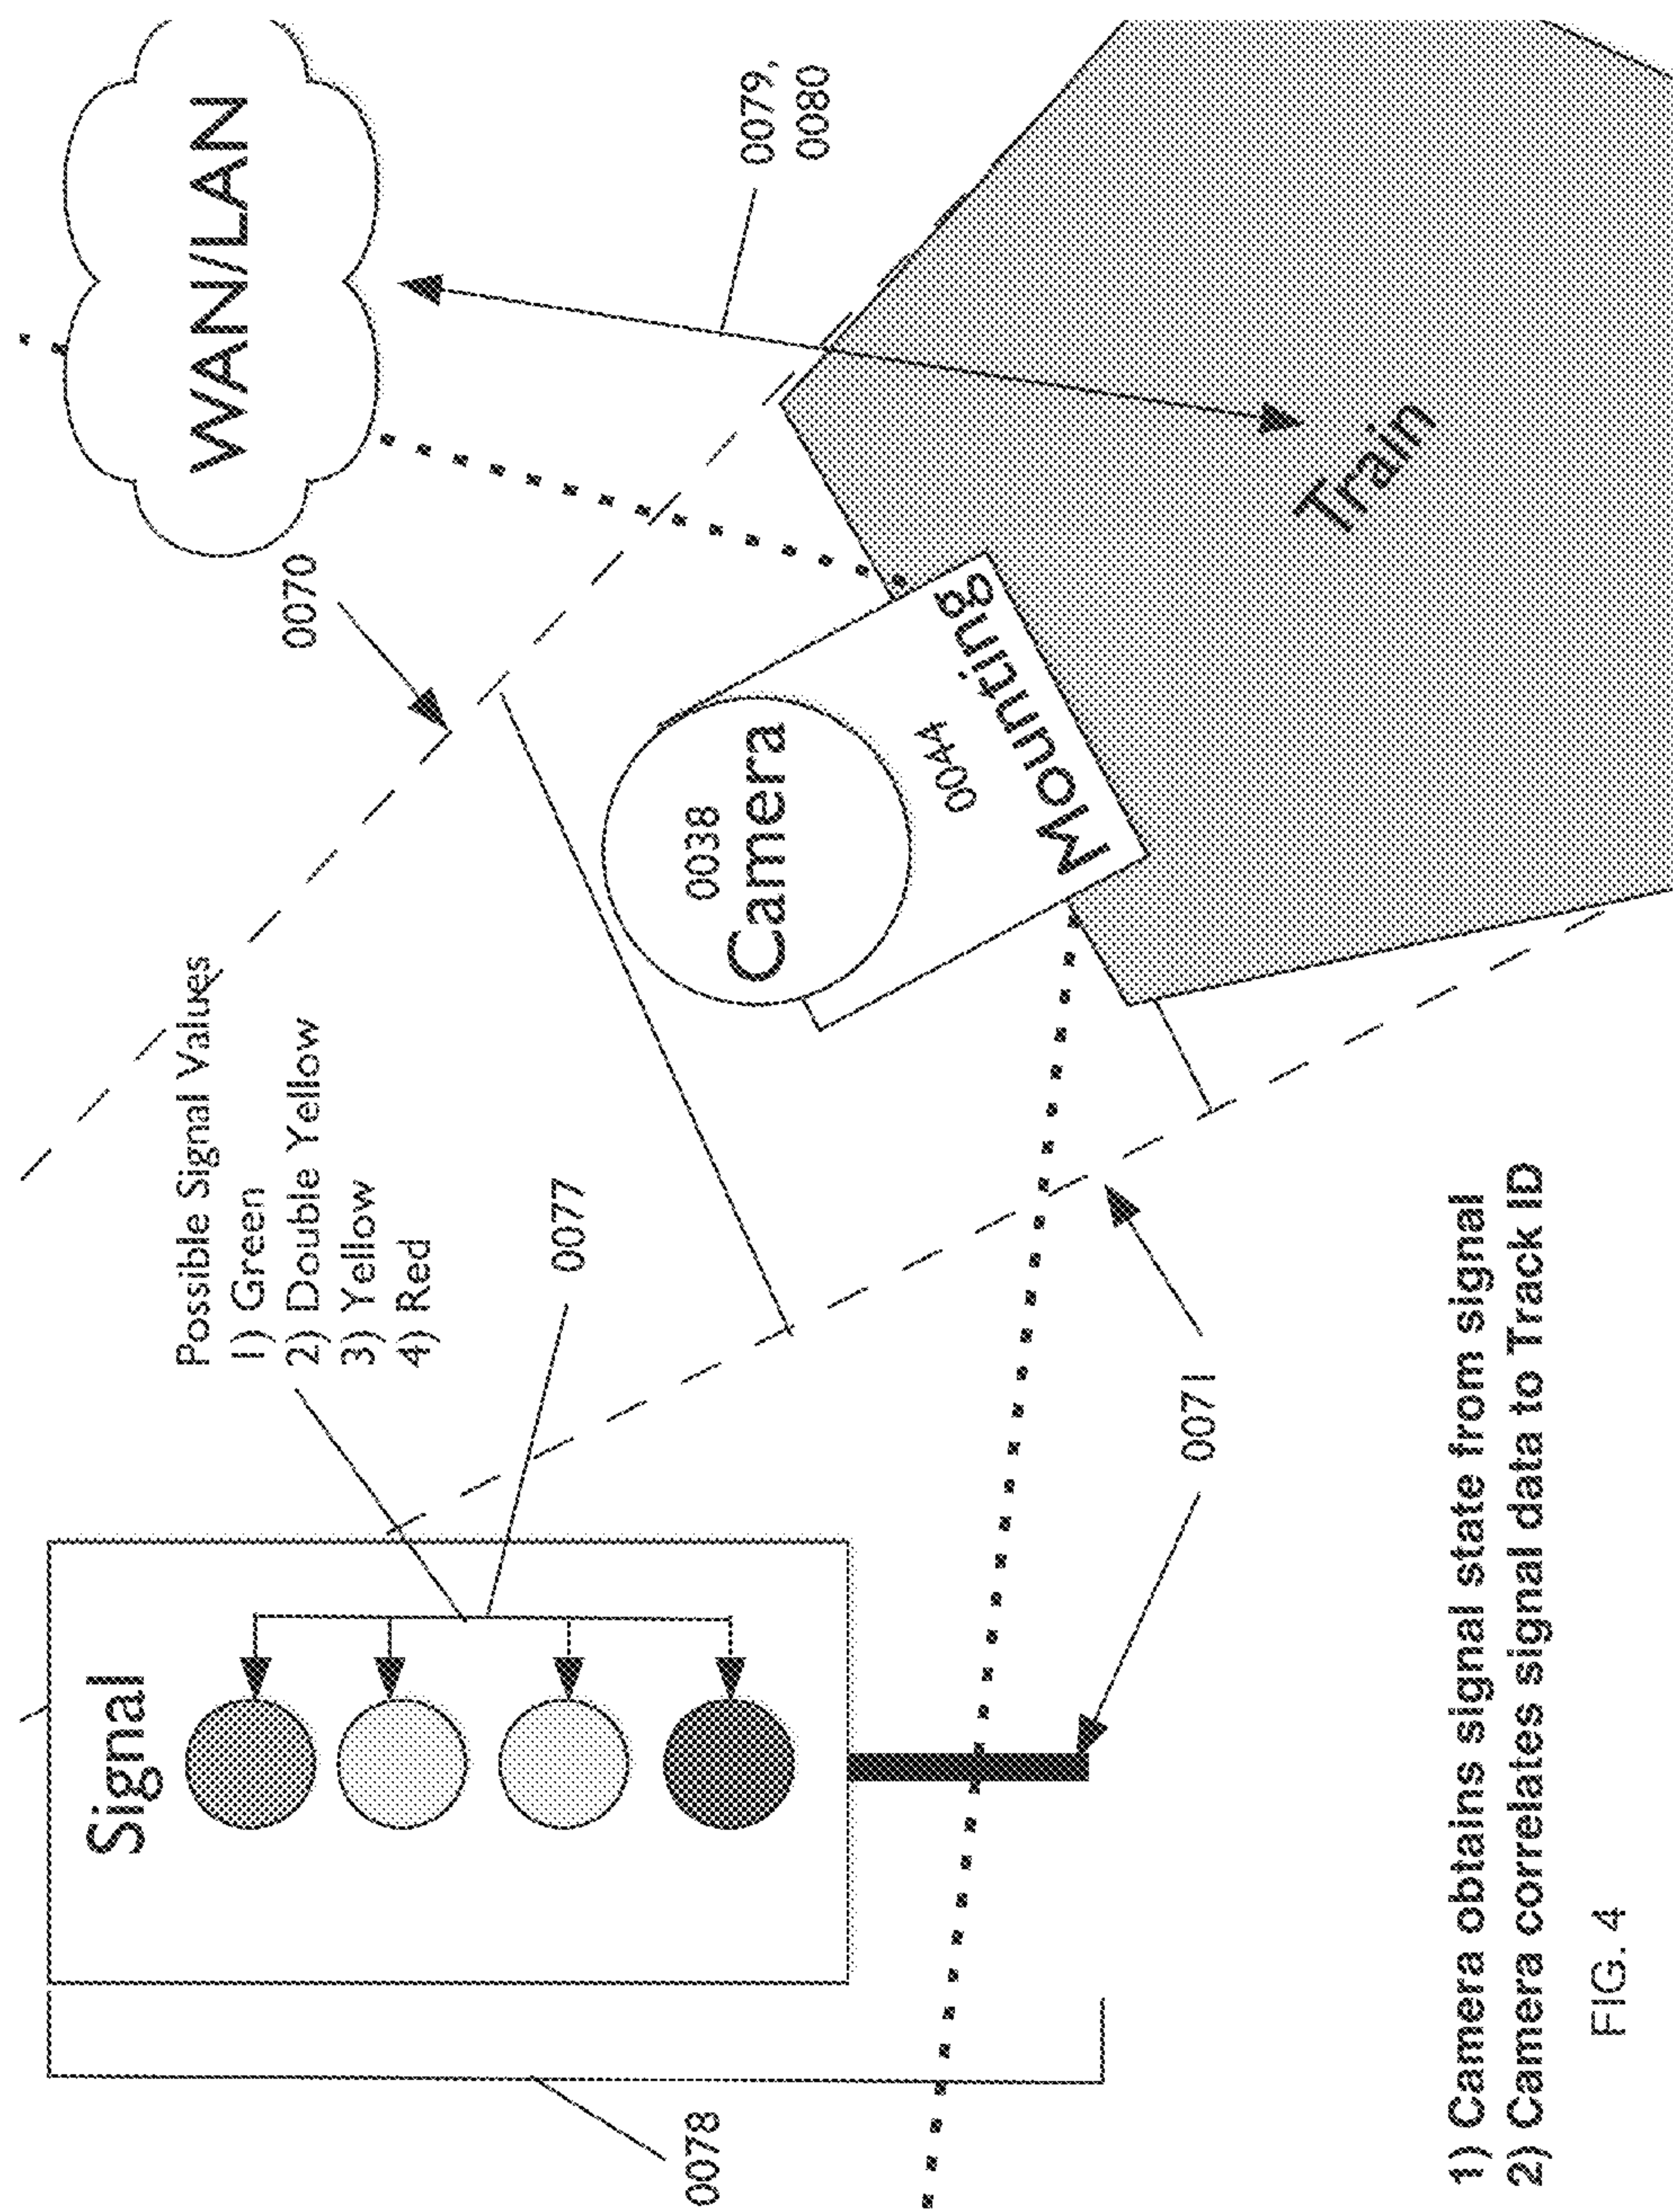 Signal
Possible Signal Values
1) Green
2) Double Yellow
3) Yellow
4) Red
WAN/LAN
0070
0077
0078
0079,
0080
0038
Camera
0044
Mounting
Train
0071
1) Camera obtains signal state from signal
2) Camera correlates signal data to Track ID
FIG. 4